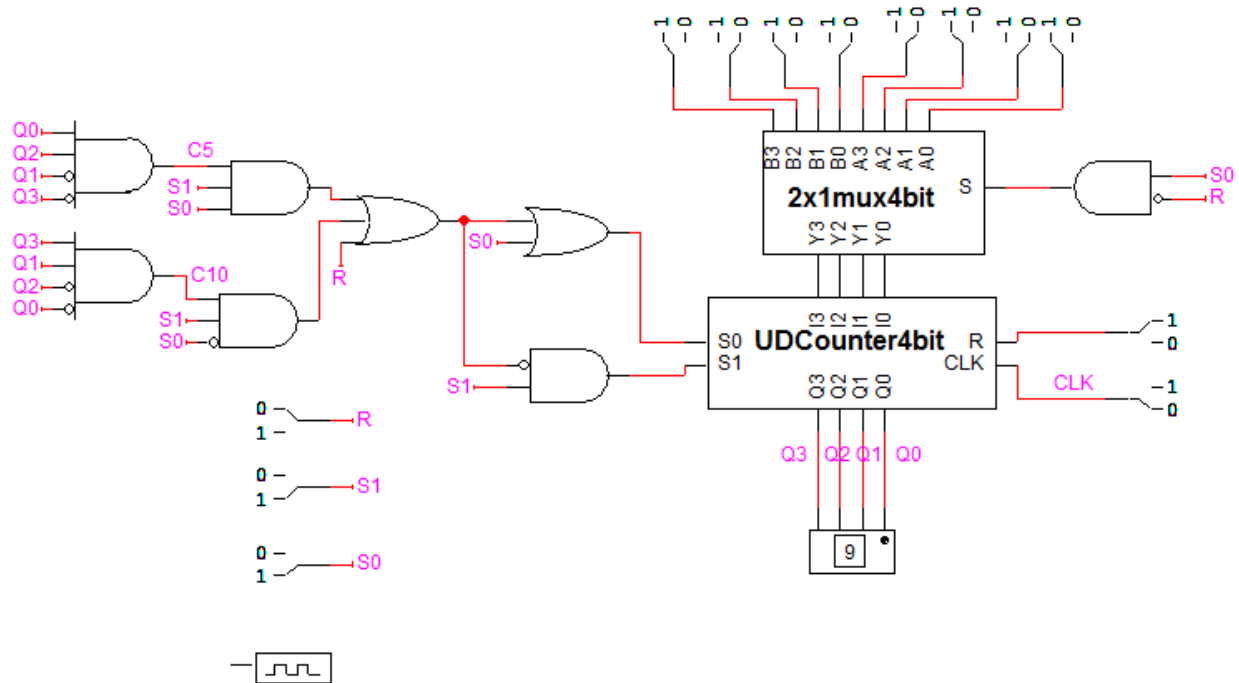 1 0 1 0 1 0 1 0 1 0 1 0 1 0 1 0
B3 B2 B1 B0 A3 A2 A1 A0
2x1mux4bit
S
Y3 Y2 Y1 Y0
S0
R
Q0
Q2
Q1
Q3
C5
S1
S0
Q3
Q1
Q2
Q0
C10
S1
S0
R
S0
S1
I3 I2 I1 I0
UDCounter4bit
S0
S1
R
CLK
Q3 Q2 Q1 Q0
1
0
CLK
1
0
Q3 Q2 Q1 Q0
9
0
1
R
0
1
S1
0
1
S0